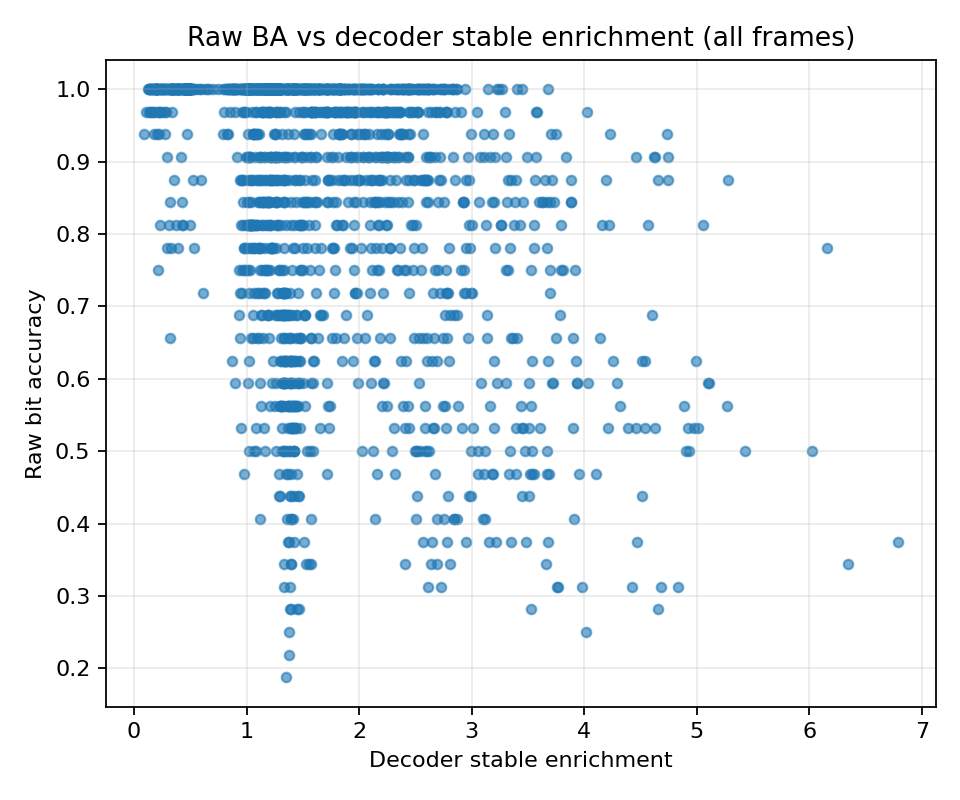 Raw BA vs decoder stable enrichment (all frames)
1.0
0.9
0.8
0.7
0.6
0.5
0.4
0.3
0.2
Raw bit accuracy
0 1 2 3 4 5 6 7
Decoder stable enrichment